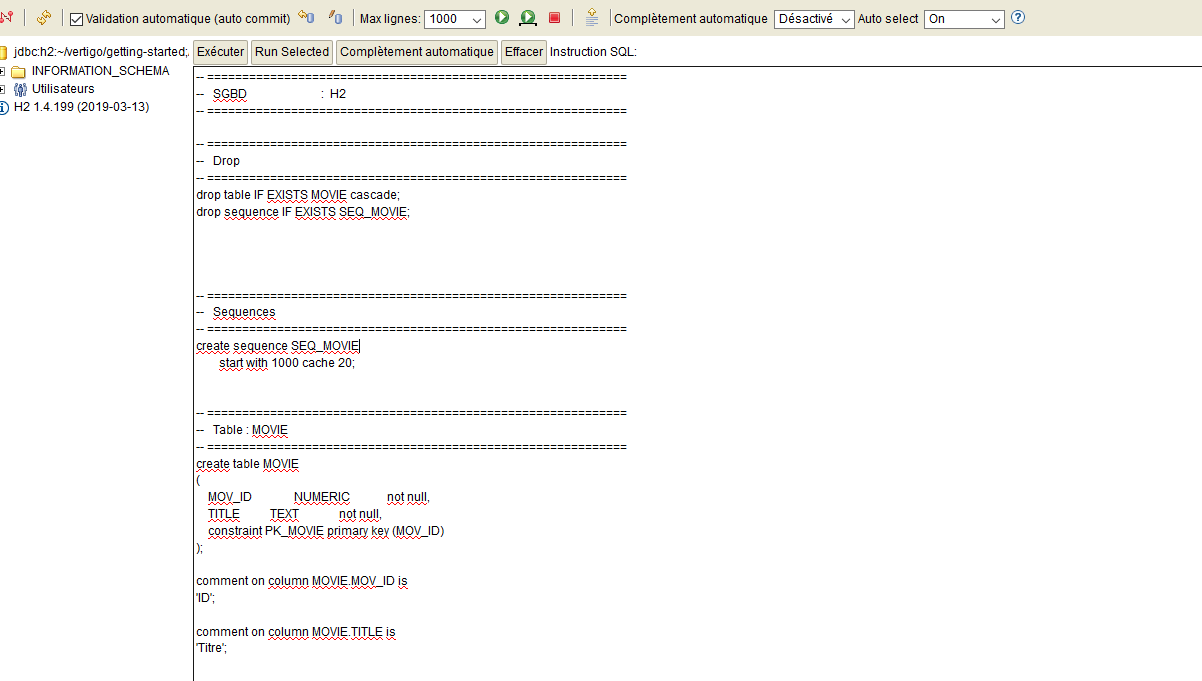 Validation automatique (auto commit) Max lignes: 1000 Complètement automatique Désactivé Auto select On
jdbc:h2:~/vertigo/getting-started;.
INFORMATION_SCHEMA
Utilisateurs
H2 1.4.199 (2019-03-13)
Exécuter Run Selected Complètement automatique Effacer Instruction SQL:
-- ============================================================
-- SGBD : H2
-- ============================================================
-- ============================================================
-- Drop
-- ============================================================
drop table IF EXISTS MOVIE cascade;
drop sequence IF EXISTS SEQ_MOVIE;
-- ============================================================
-- Sequences
-- ============================================================
create sequence SEQ_MOVIE
start with 1000 cache 20;
-- ============================================================
-- Table : MOVIE
-- ============================================================
create table MOVIE
(
MOV_ID NUMERIC not null,
TITLE TEXT not null,
constraint PK_MOVIE primary key (MOV_ID)
);
comment on column MOVIE.MOV_ID is
'ID';
comment on column MOVIE.TITLE is
'Titre';